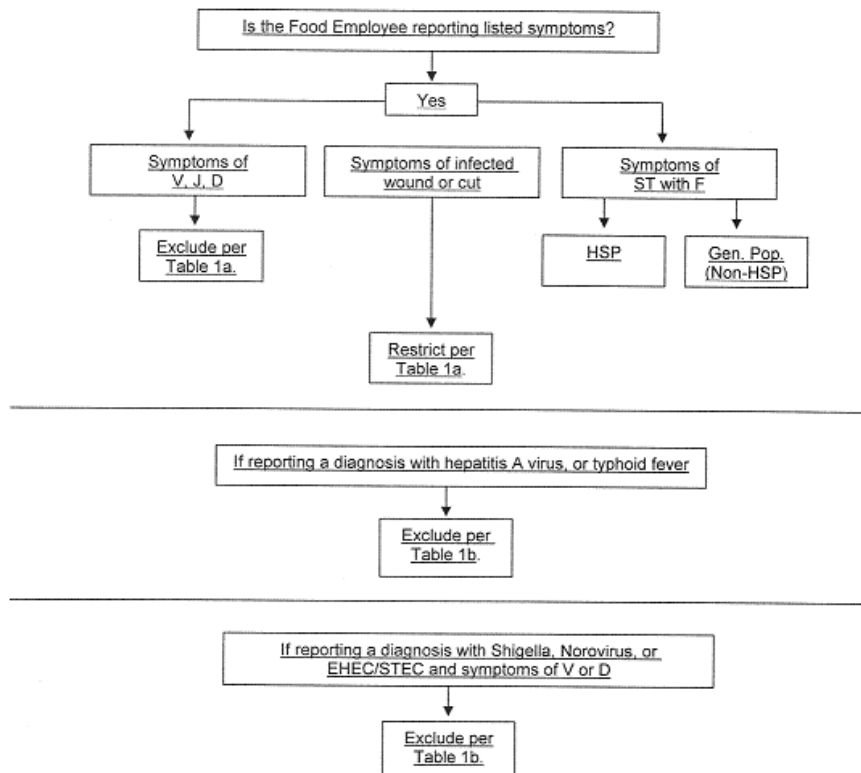 Is the Food Employee reporting listed symptoms?
Yes
Symptoms of
V, J, D
Symptoms of infected
wound or cut
Symptoms of
ST with F
Exclude per
Table 1a.
HSP
Gen. Pop.
(Non-HSP)
Restrict per
Table 1a.
If reporting a diagnosis with hepatitis A virus, or typhoid fever
Exclude per
Table 1b.
If reporting a diagnosis with Shigella, Norovirus, or
EHEC/STEC and symptoms of V or D
Exclude per
Table 1b.